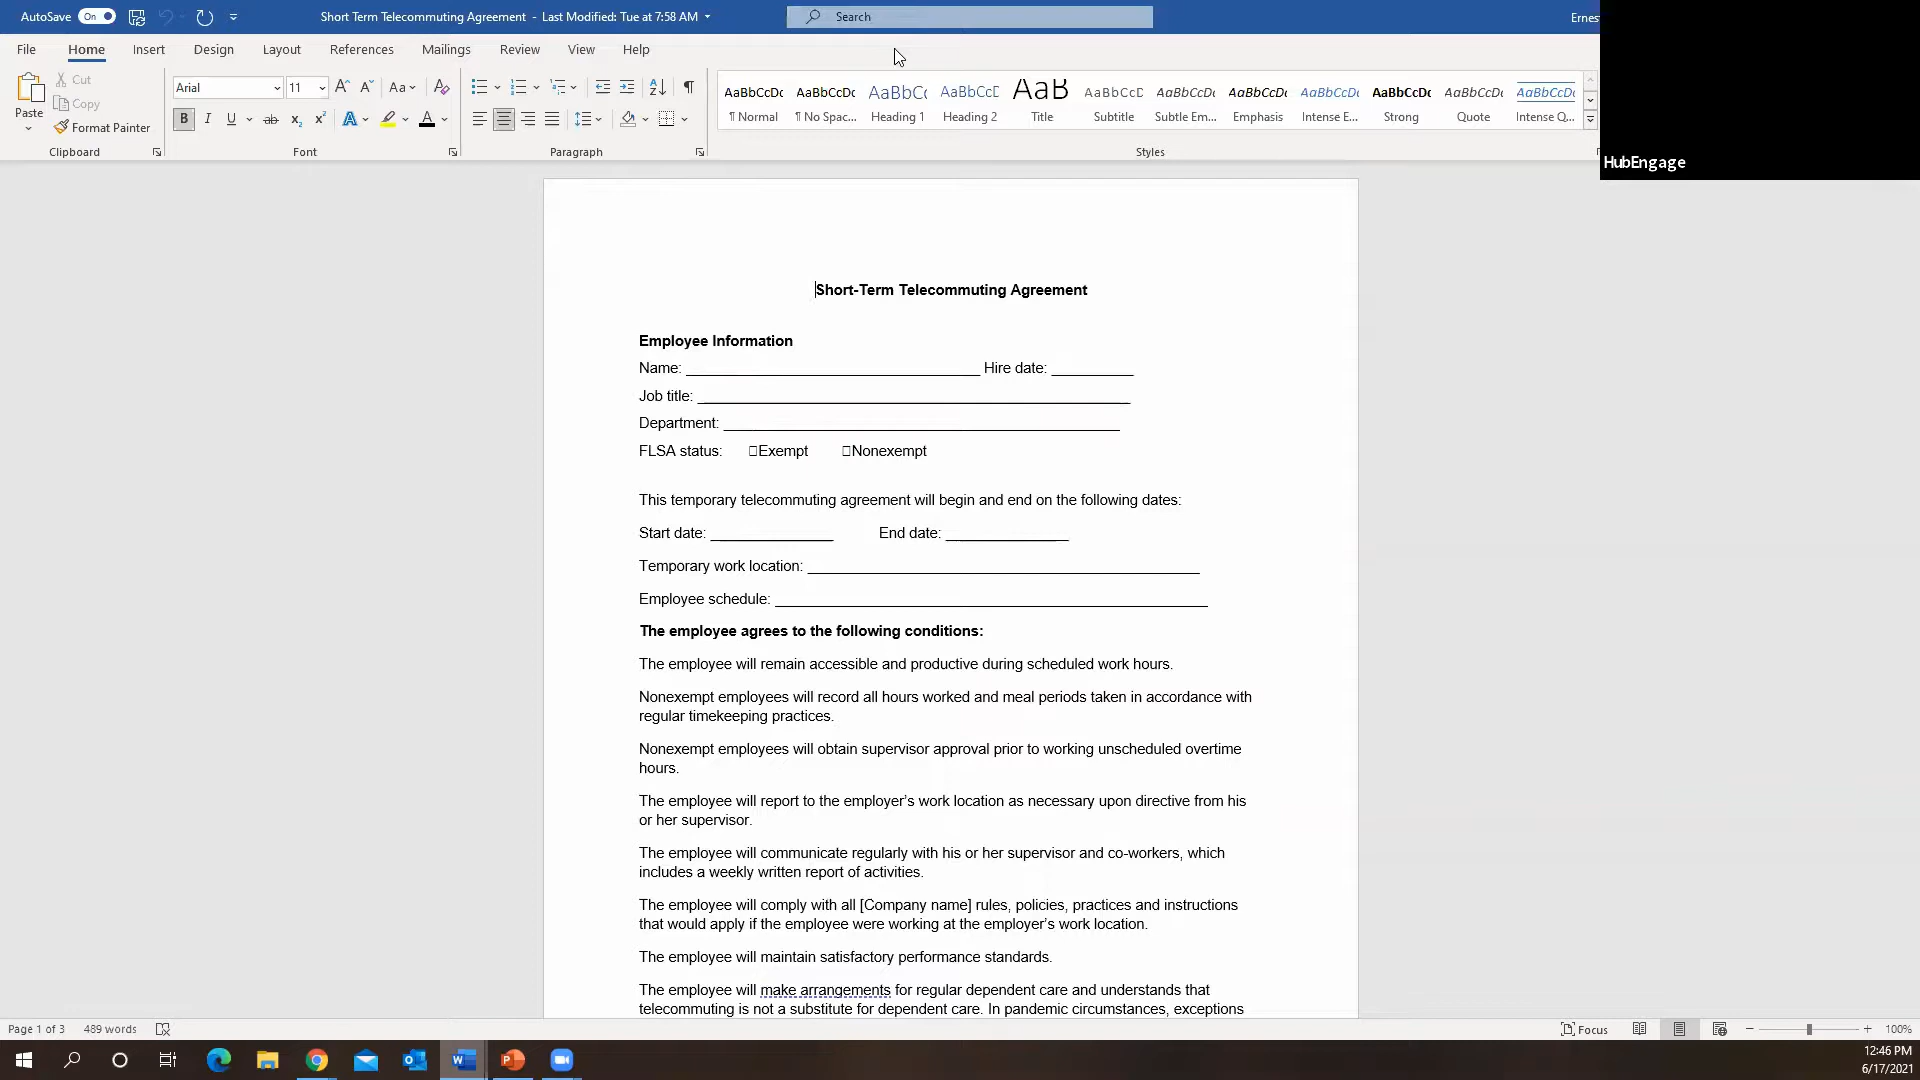 AutoSave On Short Term Telecommuting Agreement - Last Modified: Tue at 7:58 AM Search Ernes
File Home Insert Design Layout References Mailings Review View Help
HubEngage
Paste Cut
Copy
Format Painter
Clipboard
Arial 11
Font
Paragraph
AaBbCcDc AaBbCcDc AaBbCc AaBbCcD AaB AaBbCcD AaBbCcDc AaBbCcDc AaBbCcDc AaBbCcDc AaBbCcDc AaBbCcDc
¶ Normal ¶ No Spac... Heading 1 Heading 2 Title Subtitle Subtle Em... Emphasis Intense E... Strong Quote Intense Q...
Styles
Short-Term Telecommuting Agreement
Employee Information
Name: ____________________________________ Hire date: __________
Job title: _____________________________________________________
Department: ________________________________________________
FLSA status: □Exempt □Nonexempt
This temporary telecommuting agreement will begin and end on the following dates:
Start date: _______________ End date: _______________
Temporary work location: ________________________________________________
Employee schedule: _____________________________________________________
The employee agrees to the following conditions:
The employee will remain accessible and productive during scheduled work hours.
Nonexempt employees will record all hours worked and meal periods taken in accordance with
regular timekeeping practices.
Nonexempt employees will obtain supervisor approval prior to working unscheduled overtime
hours.
The employee will report to the employer’s work location as necessary upon directive from his
or her supervisor.
The employee will communicate regularly with his or her supervisor and co-workers, which
includes a weekly written report of activities.
The employee will comply with all [Company name] rules, policies, practices and instructions
that would apply if the employee were working at the employer’s work location.
The employee will maintain satisfactory performance standards.
The employee will make arrangements for regular dependent care and understands that
telecommuting is not a substitute for dependent care. In pandemic circumstances, exceptions
Page 1 of 3 489 words Focus 100%
12:46 PM
6/17/2021